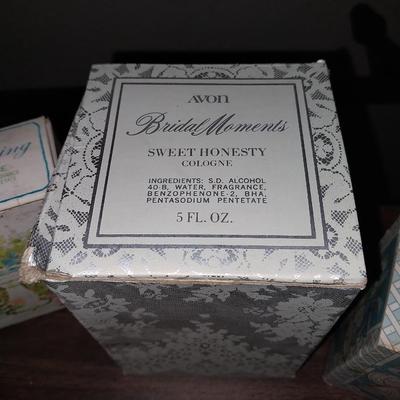 AVON
Bridal Moments
SWEET HONESTY
COLOGNE
INGREDIENTS: S.D. ALCOHOL
40-B, WATER, FRAGRANCE,
BENZOPHENONE-2, BHA,
PENTASODIUM PENTETATE
5 FL. OZ.